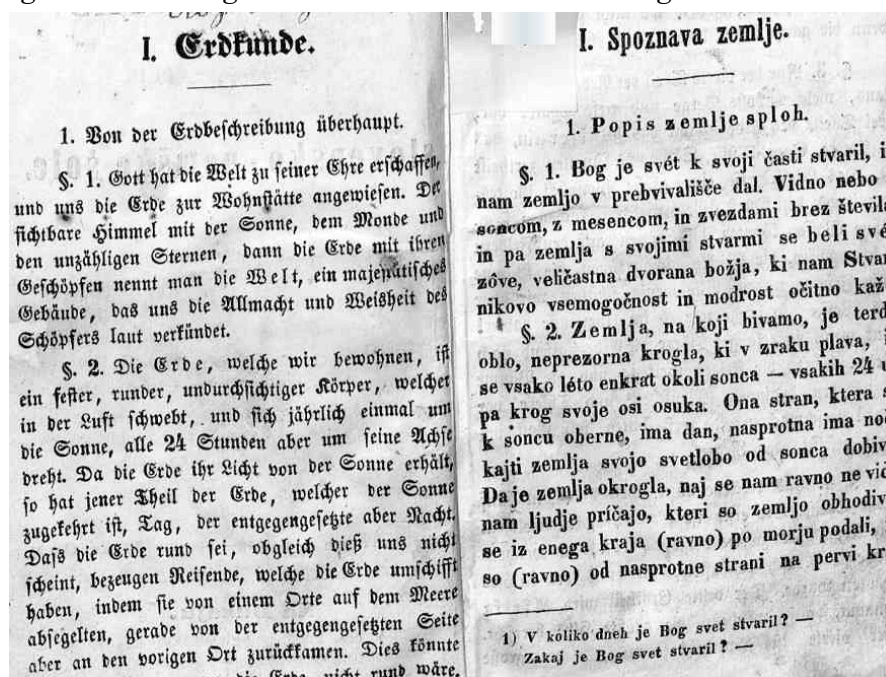 I. Erdkunde.
1. Von der Erdbeschreibung überhaupt.
§. 1. Gott hat die Welt zu seiner Ehre erschaffen,
und uns die Erde zur Wohnstätte angewiesen. Der
sichtbare Himmel mit der Sonne, dem Monde und
den unzähligen Sternen, dann die Erde mit ihren
Geschöpfen nennt man die Welt, ein majestätisches
Gebäude, das uns die Allmacht und Weisheit des
Schöpfers laut verkündet.
§. 2. Die Erde, welche wir bewohnen, ist
ein fester, runder, undurchsichtiger Körper, welcher
in der Luft schwebt, und sich jährlich einmal um
die Sonne, alle 24 Stunden aber um seine Achse
dreht. Da die Erde ihr Licht von der Sonne erhält,
so hat jener Theil der Erde, welcher der Sonne
zugekehrt ist, Tag, der entgegengesetzte aber Nacht.
Daſs die Erde rund sei, obgleich dieß uns nicht
scheint, bezeugen Reisende, welche die Erde umschifft
haben, indem sie von einem Orte auf dem Meere
absegelten, gerade von der entgegengesetzten Seite
aber an den vorigen Ort zurückkamen. Dies könnte
die Erde nicht rund wäre.
I. Spoznava zemlje.
1. Popis zemlje sploh.
§. 1. Bog je svét k svoji časti stvaril, i
nam zemljo v prebvivališče dal. Vidno nebo
soncom, z mesencom, in zvezdami brez števila
in pa zemlja s svojimi stvarmi se beli své
zôve, veličastna dvorana božja, ki nam Stvar
nikovo vsemogočnost in modrost očitno kaž
§. 2. Zemlja, na koji bivamo, je terd
oblo, neprezorna krogla, ki v zraku plava,
se vsako léto enkrat okoli sonca — vsakih 24 u
pa krog svoje osi osuka. Ona stran, ktera s
k soncu oberne, ima dan, nasprotna ima noč
kajti zemlja svojo svetlobo od sonca dobiv
Da je zemlja okrogla, naj se nam ravno ne vid
nam ljudje príčajo, kteri so zemljo obhodiv
se iz enega kraja (ravno) po morju podali,
so (ravno) od nasprotne strani na pervi kr
1) V kóliko dneh je Bog svet stvaril? —
Zakaj je Bog svet stvaril? —